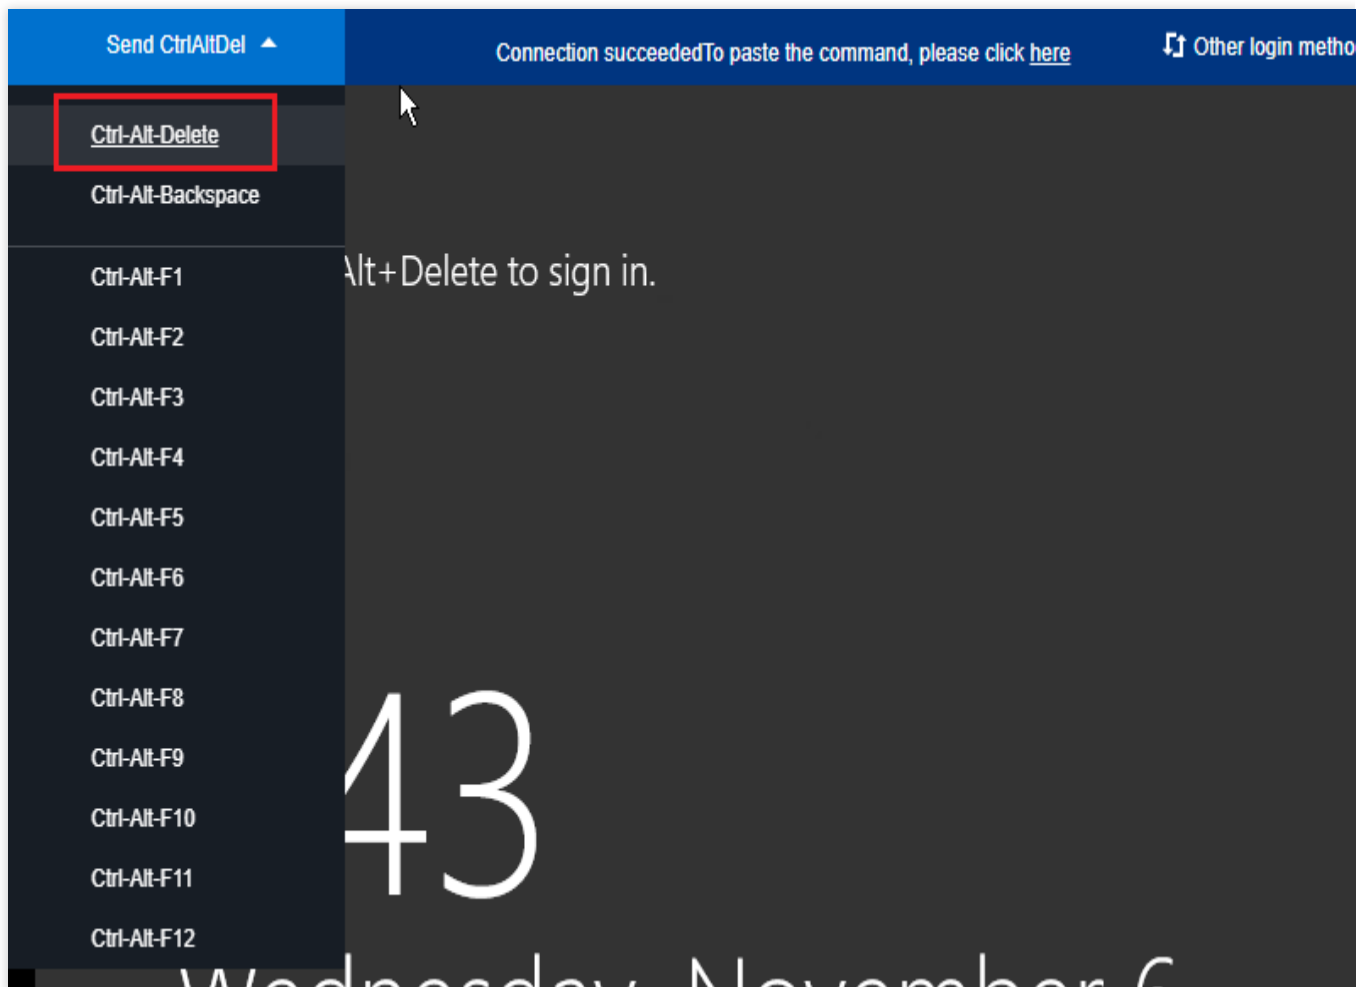 Send CtrlAltDel
Connection succeededTo paste the command, please click here
Other login metho
Ctrl-Alt-Delete
Ctrl-Alt-Backspace
Alt+Delete to sign in.
Ctrl-Alt-F1
Ctrl-Alt-F2
Ctrl-Alt-F3
Ctrl-Alt-F4
Ctrl-Alt-F5
Ctrl-Alt-F6
Ctrl-Alt-F7
Ctrl-Alt-F8
Ctrl-Alt-F9
Ctrl-Alt-F10
Ctrl-Alt-F11
Ctrl-Alt-F12
43
Wednesday, November 6